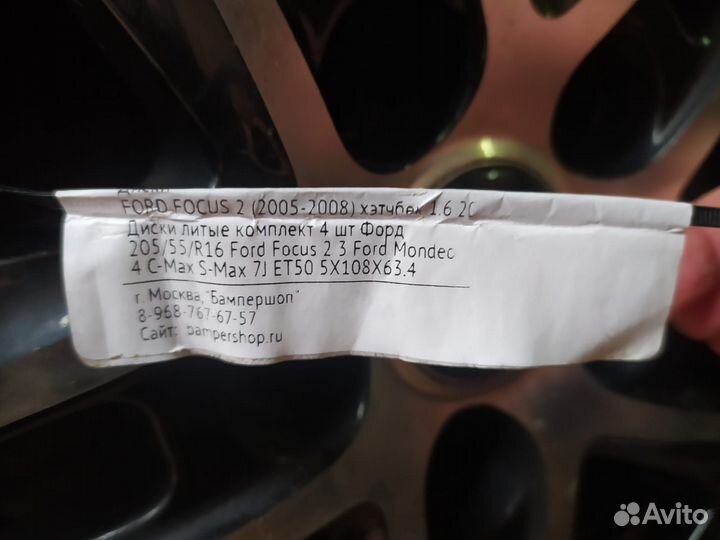 FORD FOCUS 2 (2005-2008) хэтчбек 1.6 20
Диски литые комплект 4 шт Форд
205/55/R16 Ford Focus 2 3 Ford Mondeo
4 C-Max S-Max 7J ET50 5X108X63.4
г. Москва, "Бампершоп"
8-968-767-67-57
Сайт: bampershop.ru
Avito